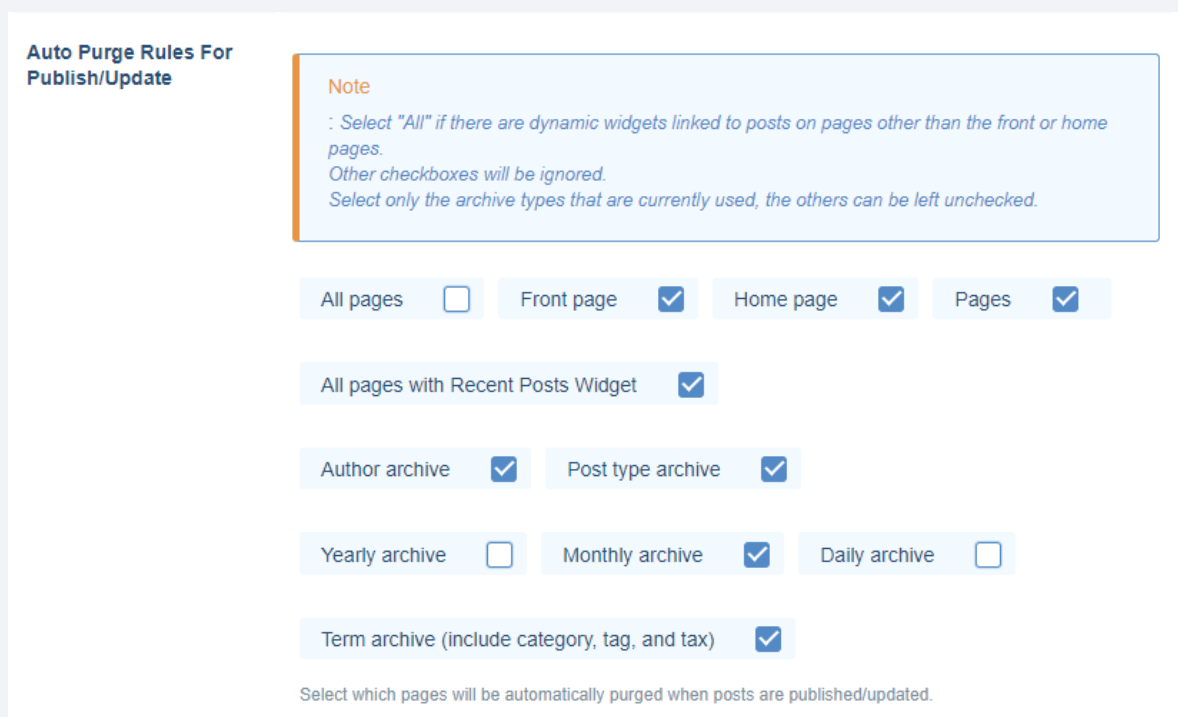 Auto Purge Rules For
Publish/Update
Note
: Select "All" if there are dynamic widgets linked to posts on pages other than the front or home
pages.
Other checkboxes will be ignored.
Select only the archive types that are currently used, the others can be left unchecked.
All pages Front page Home page Pages
All pages with Recent Posts Widget
Author archive Post type archive
Yearly archive Monthly archive Daily archive
Term archive (include category, tag, and tax)
Select which pages will be automatically purged when posts are published/updated.